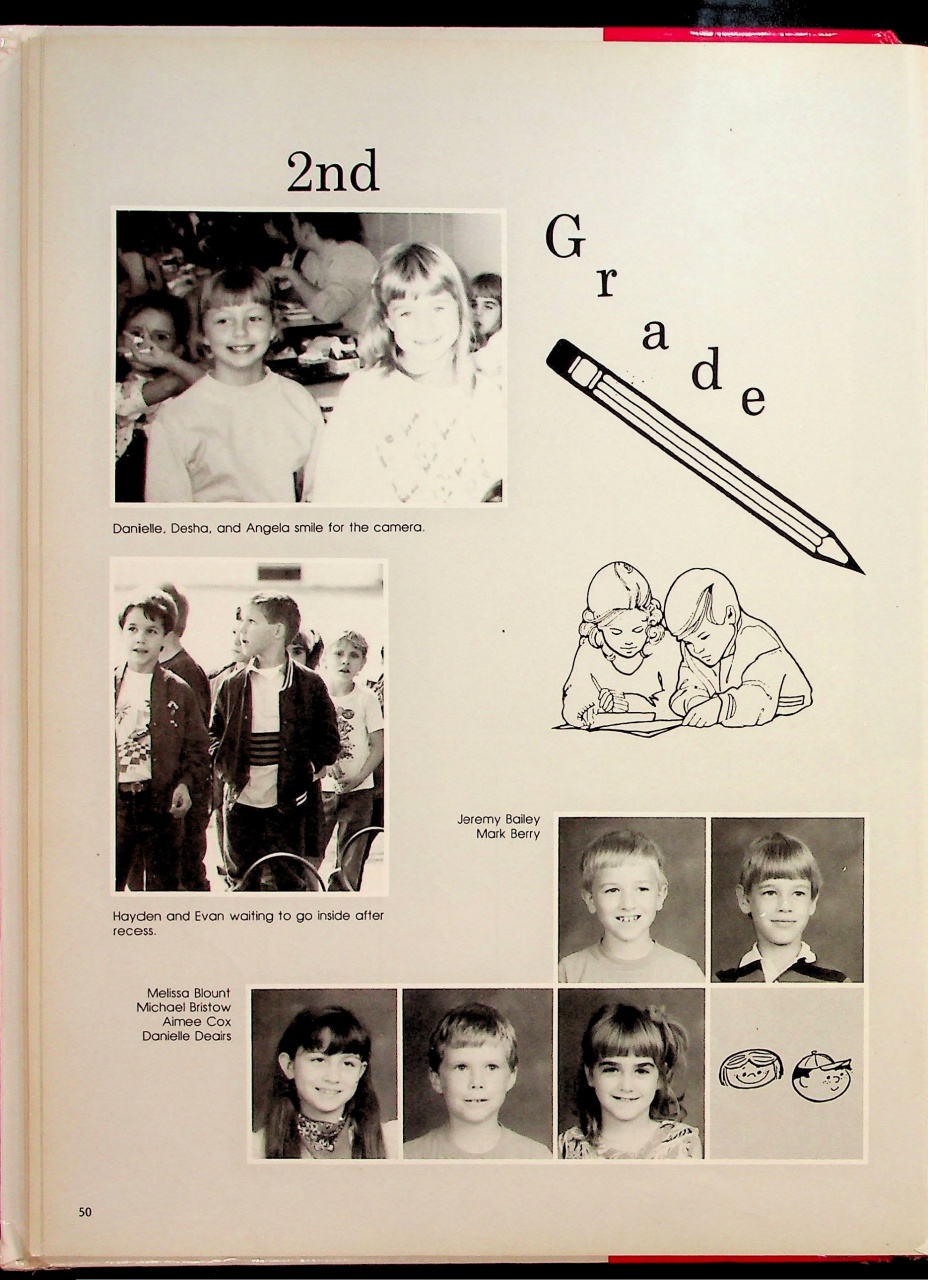 2nd
Grade
Danielle, Desha, and Angela smile for the camera.
Hayden and Evan waiting to go inside after
recess.
Jeremy Bailey
Mark Berry
Melissa Blount
Michael Bristow
Aimee Cox
Danielle Deairs
50